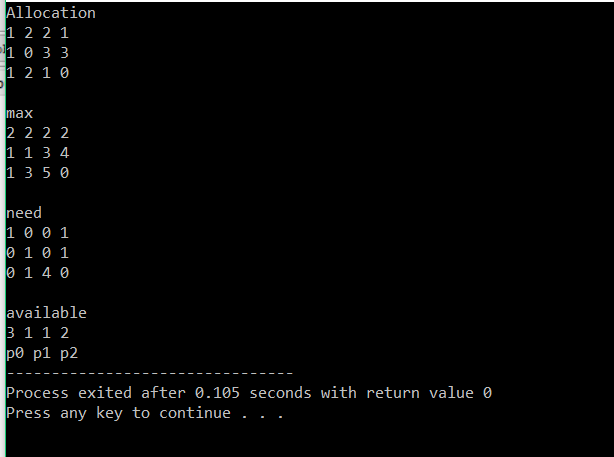 Allocation
1 2 2 1
1 0 3 3
1 2 1 0
max
2 2 2 2
1 1 3 4
1 3 5 0
need
1 0 0 1
0 1 0 1
0 1 4 0
available
3 1 1 2
p0 p1 p2
--------------------------------
Process exited after 0.105 seconds with return value 0
Press any key to continue . . .